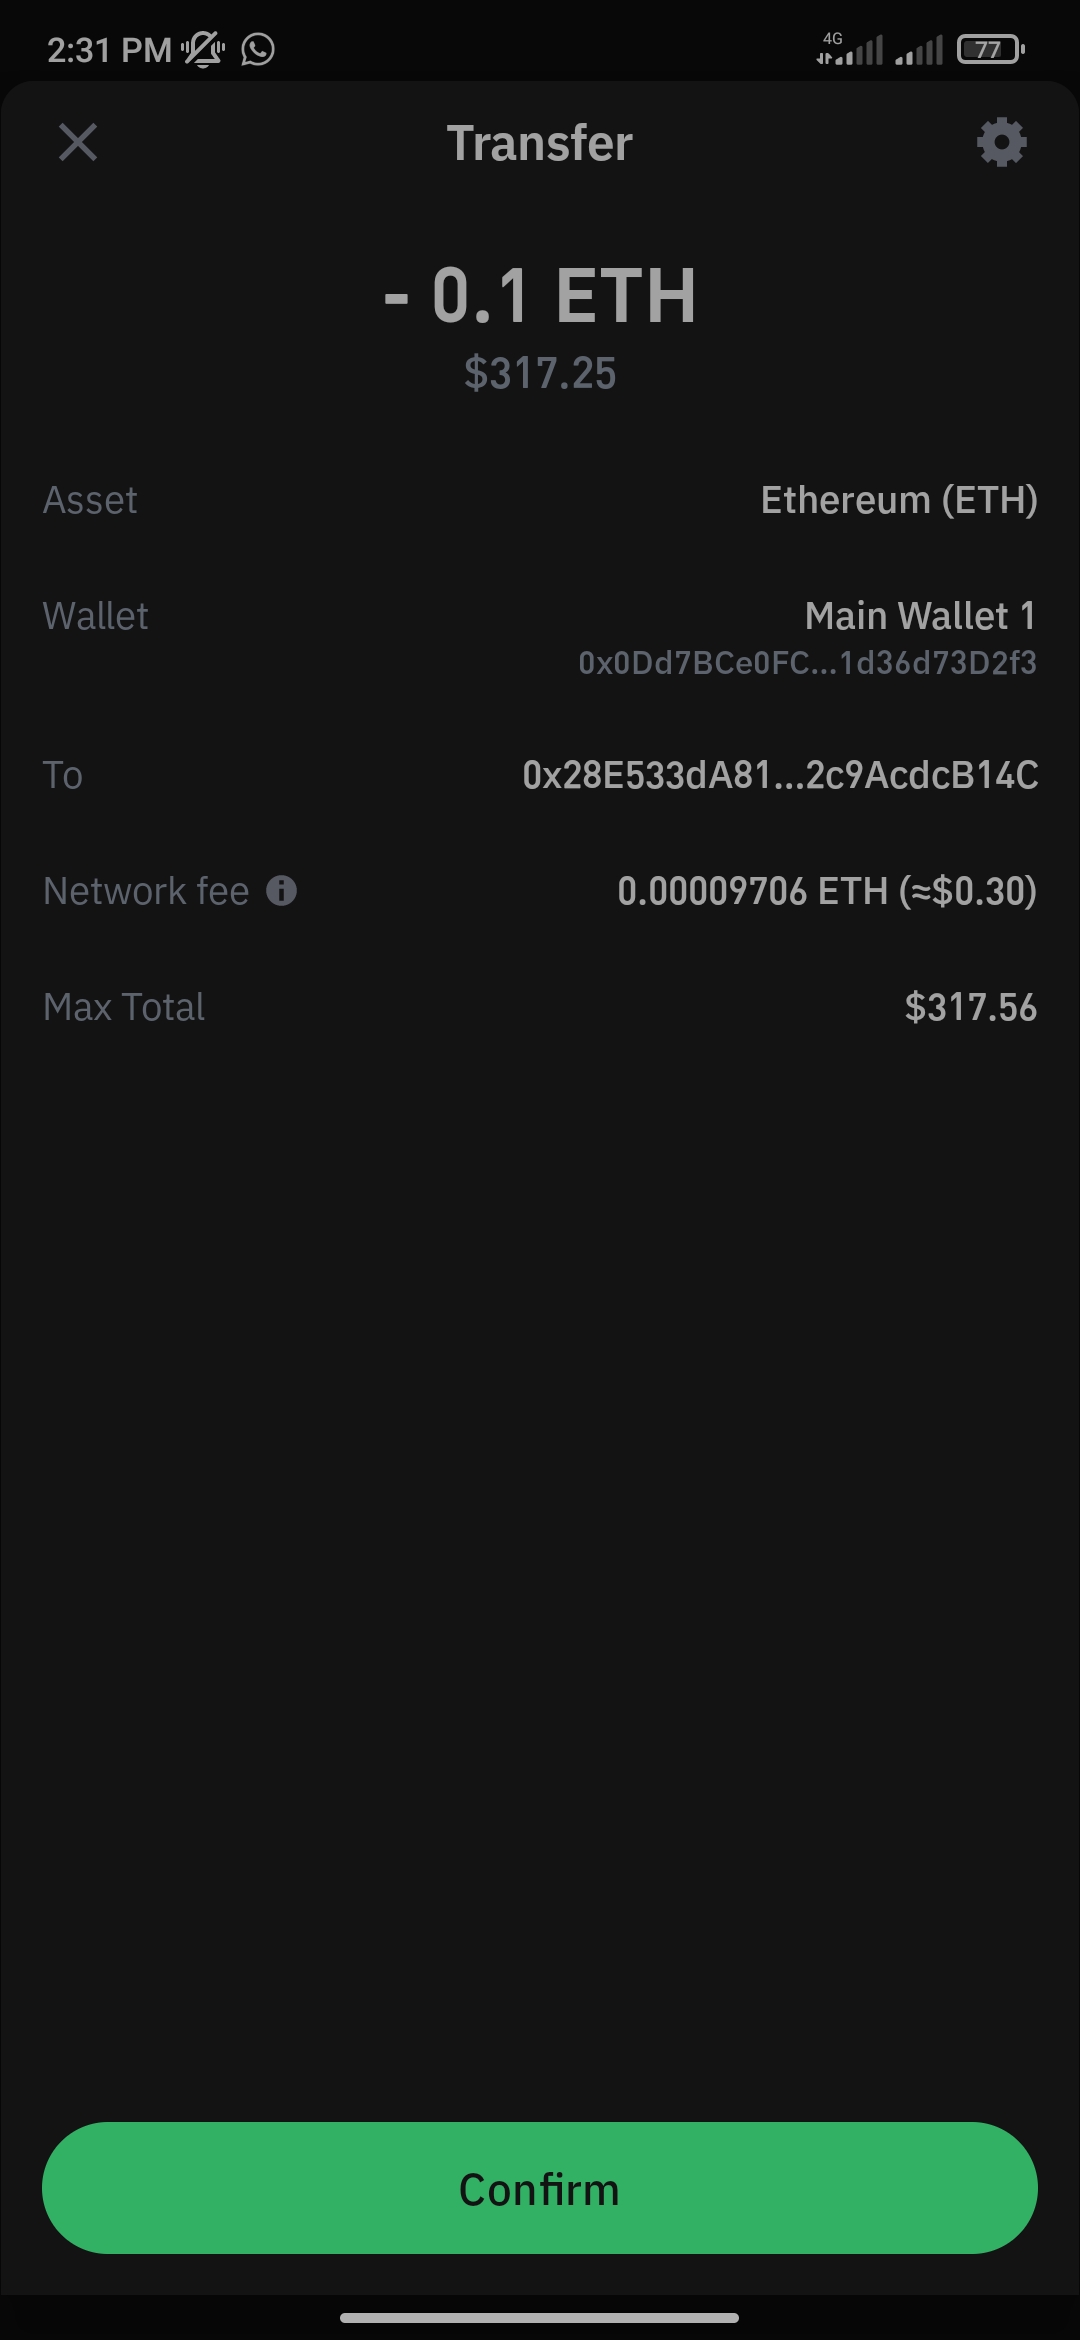 2:31 PM
4G
77
Transfer
- 0.1 ETH
$317.25
Asset
Ethereum (ETH)
Wallet
Main Wallet 1
0x0Dd7BCe0FC...1d36d73D2f3
To
0x28E533dA81...2c9AcdcB14C
Network fee
0.00009706 ETH (≈$0.30)
Max Total
$317.56
Confirm